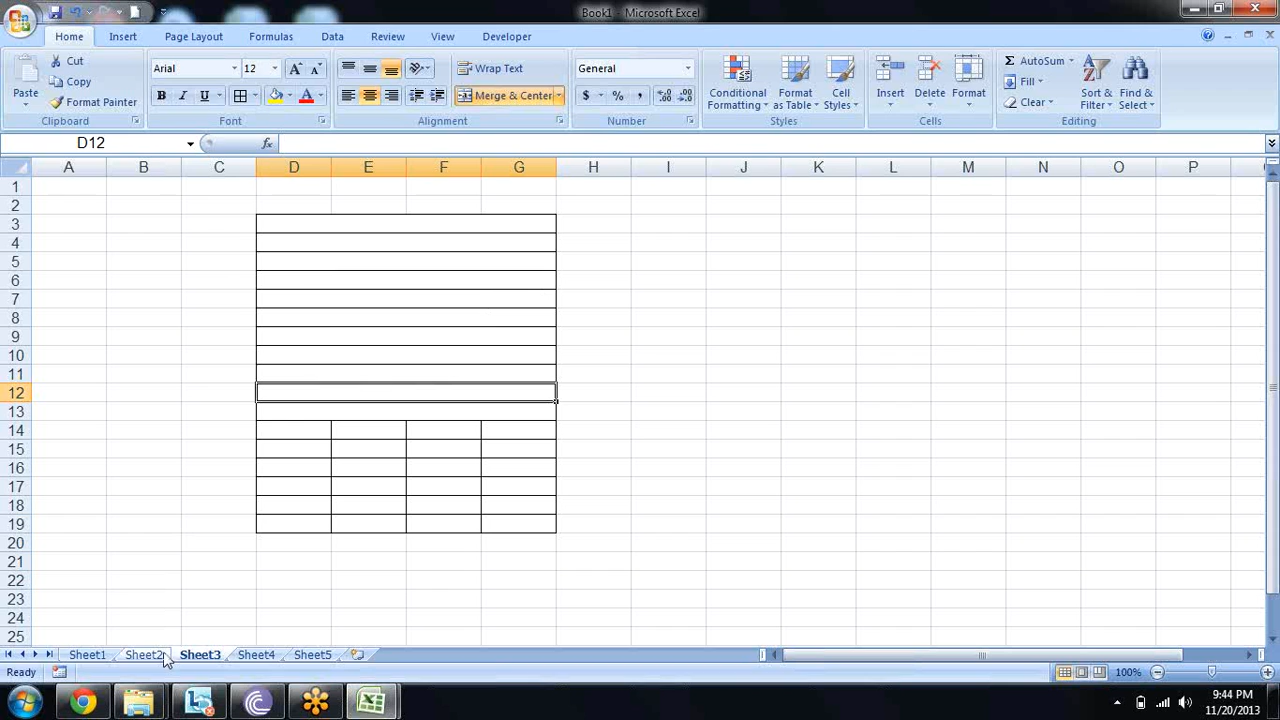 Book1 - Microsoft Excel
Home Insert Page Layout Formulas Data Review View Developer
Paste
Cut
Copy
Format Painter
Clipboard
Arial 12
B I U
Font
Wrap Text
Merge & Center
Alignment
General
$ % ,
Number
Conditional Formatting
Format as Table
Cell Styles
Styles
Insert Delete Format
Cells
AutoSum
Fill
Clear
Sort & Filter
Find & Select
Editing
D12 fx
A B C D E F G H I J K L M N O P
1
2
3
4
5
6
7
8
9
10
11
12
13
14
15
16
17
18
19
20
21
22
23
24
25
Sheet1 Sheet2 Sheet3 Sheet4 Sheet5
Ready 100%
9:44 PM
11/20/2013